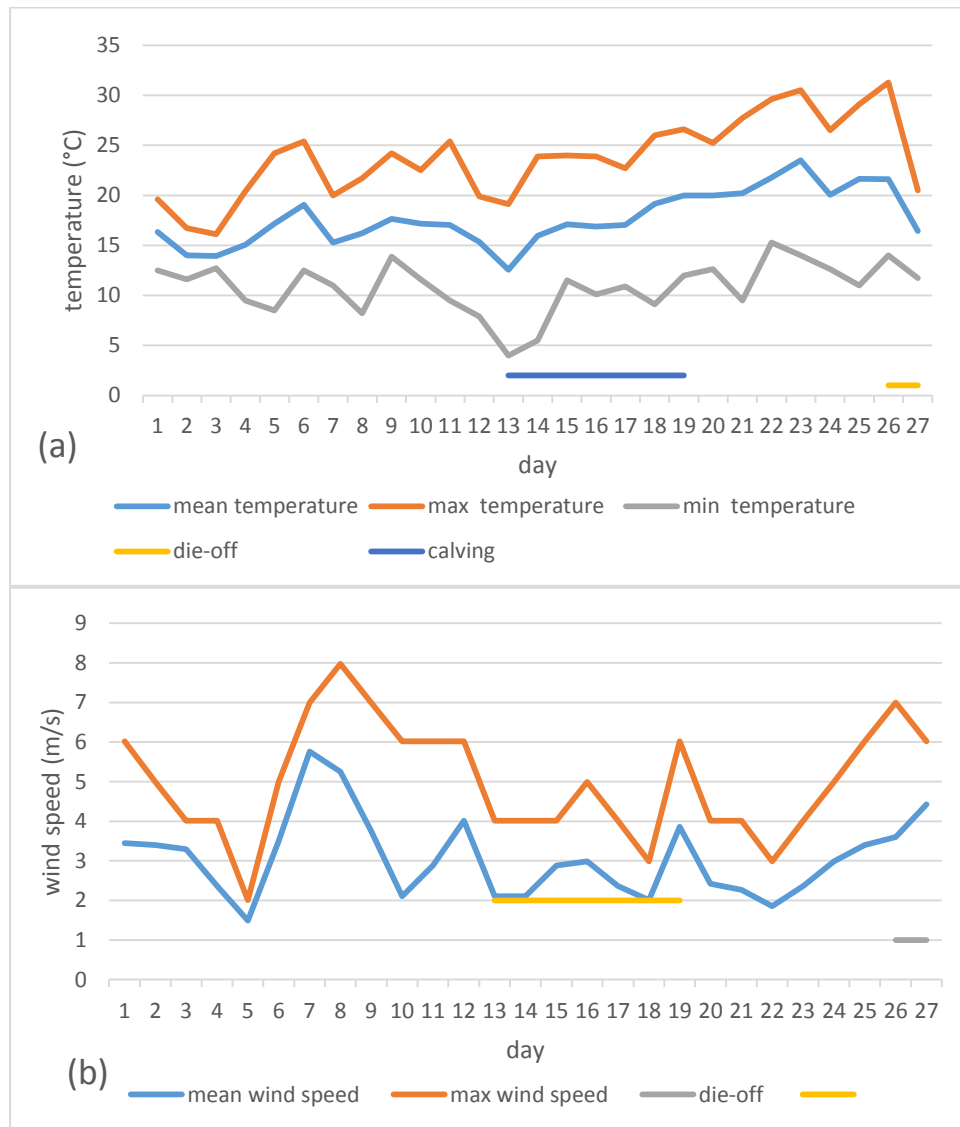 35
30
25
20
15
10
5
0
temperature (°C)
1 2 3 4 5 6 7 8 9 10 11 12 13 14 15 16 17 18 19 20 21 22 23 24 25 26 27
(a)
day
mean temperature max temperature min temperature
die-off calving
9
8
7
6
5
4
3
2
1
0
wind speed (m/s)
1 2 3 4 5 6 7 8 9 10 11 12 13 14 15 16 17 18 19 20 21 22 23 24 25 26 27
day
(b)
mean wind speed max wind speed die-off